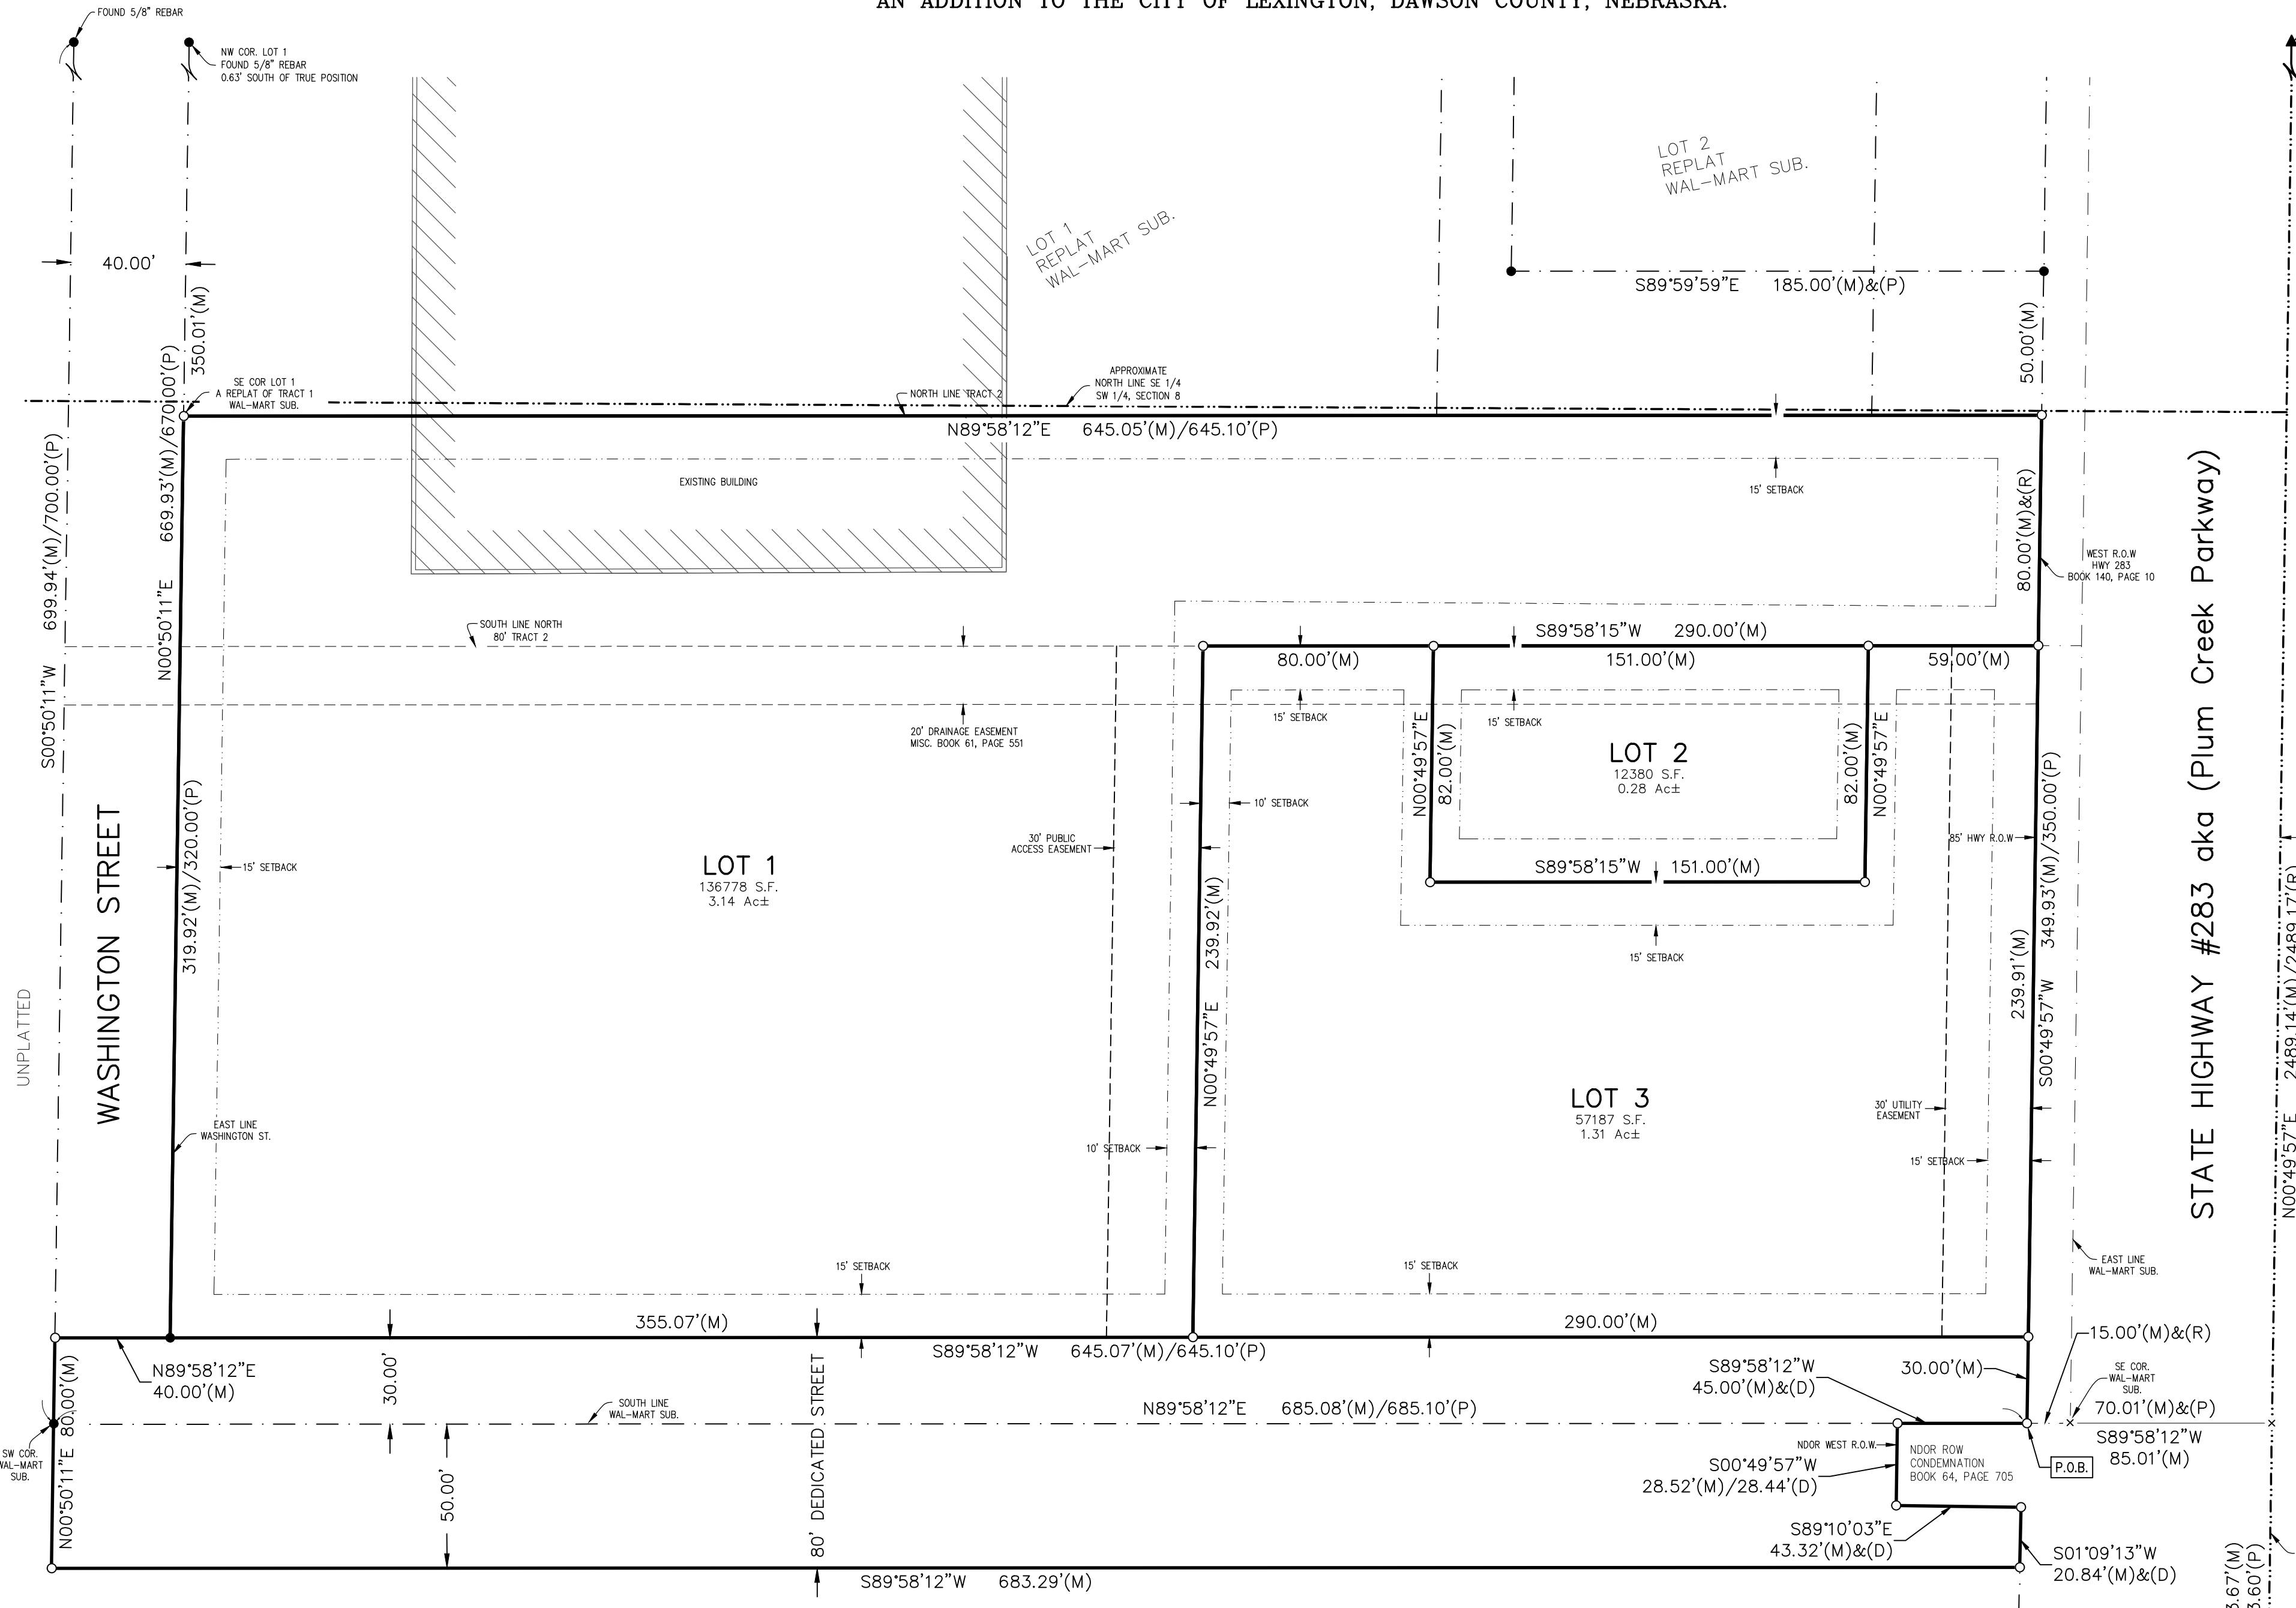 AN ADDITION TO THE CITY OF LEXINGTON, DAWSON COUNTY, NEBRASKA.
FOUND 5/8" REBAR
NW COR. LOT 1
FOUND 5/8" REBAR
0.63' SOUTH OF TRUE POSITION
LOT 2
REPLAT
WAL-MART SUB.
LOT 1
REPLAT
WAL-MART SUB.
40.00'
350.01'(M)
S89°59'59"E 185.00'(M)&(P)
50.00'(M)
SE COR LOT 1
A REPLAT OF TRACT 1
WAL-MART SUB.
NORTH LINE TRACT 2
APPROXIMATE
NORTH LINE SE 1/4
SW 1/4, SECTION 8
N89°58'12"E 645.05'(M)/645.10'(P)
N00°50'11"E 669.93'(M)/670.00'(P)
S00°50'11"W 699.94'(M)/700.00'(P)
EXISTING BUILDING
15' SETBACK
80.00'(M)&(R)
WEST R.O.W
HWY 283
BOOK 140, PAGE 10
STATE HIGHWAY #283 aka (Plum Creek Parkway)
SOUTH LINE NORTH
80' TRACT 2
S89°58'15"W 290.00'(M)
80.00'(M)
151.00'(M)
59.00'(M)
15' SETBACK
15' SETBACK
20' DRAINAGE EASEMENT
MISC. BOOK 61, PAGE 551
N00°49'57"E
82.00'(M)
LOT 2
12380 S.F.
0.28 Ac±
82.00'(M)
N00°49'57"E
10' SETBACK
30' PUBLIC
ACCESS EASEMENT
85' HWY R.O.W
S00°49'57"W 349.93'(M)/350.00'(P)
239.91'(M)
N00°49'57"E 2489.14'(M)/2489.17'(R)
WASHINGTON STREET
319.92'(M)/320.00'(P)
15' SETBACK
LOT 1
136778 S.F.
3.14 Ac±
S89°58'15"W 151.00'(M)
15' SETBACK
N00°49'57"E 239.92'(M)
UNPLATTED
LOT 3
57187 S.F.
1.31 Ac±
30' UTILITY
EASEMENT
EAST LINE
WASHINGTON ST.
10' SETBACK
15' SETBACK
15' SETBACK
15' SETBACK
EAST LINE
WAL-MART SUB.
355.07'(M)
290.00'(M)
S89°58'12"W 645.07'(M)/645.10'(P)
15.00'(M)&(R)
N89°58'12"E
40.00'(M)
30.00'
S89°58'12"W
45.00'(M)&(D)
30.00'(M)
SE COR.
WAL-MART
SUB.
70.01'(M)&(P)
S89°58'12"W
85.01'(M)
SOUTH LINE
WAL-MART SUB.
N89°58'12"E 685.08'(M)/685.10'(P)
SW COR.
WAL-MART
SUB.
N00°50'11"E 80.00'(M)
50.00'
80' DEDICATED STREET
NDOR WEST R.O.W.
NDOR ROW
CONDEMNATION
BOOK 64, PAGE 705
P.O.B.
S00°49'57"W
28.52'(M)/28.44'(D)
S89°10'03"E
43.32'(M)&(D)
S01°09'13"W
20.84'(M)&(D)
S89°58'12"W 683.29'(M)
3.67'(M)
3.60'(P)